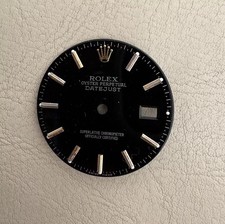 ROLEX
OYSTER PERPETUAL
DATEJUST
SUPERLATIVE CHRONOMETER
OFFICIALLY CERTIFIED